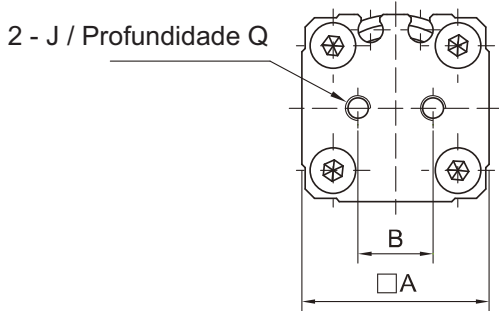 2 - J / Profundidade Q
B
□A